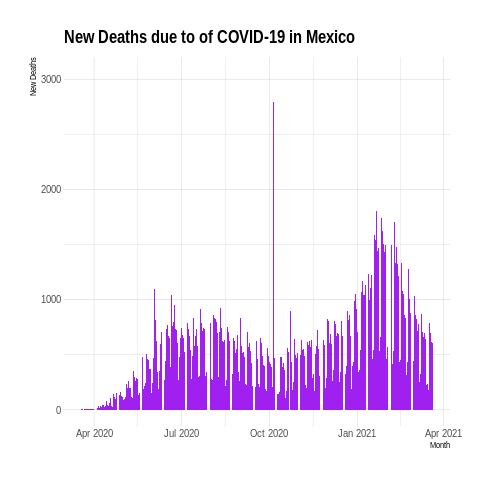 New Deaths due to of COVID-19 in Mexico
New Deaths
3000
2000
1000
0
Apr 2020
Jul 2020
Oct 2020
Jan 2021
Apr 2021
Month